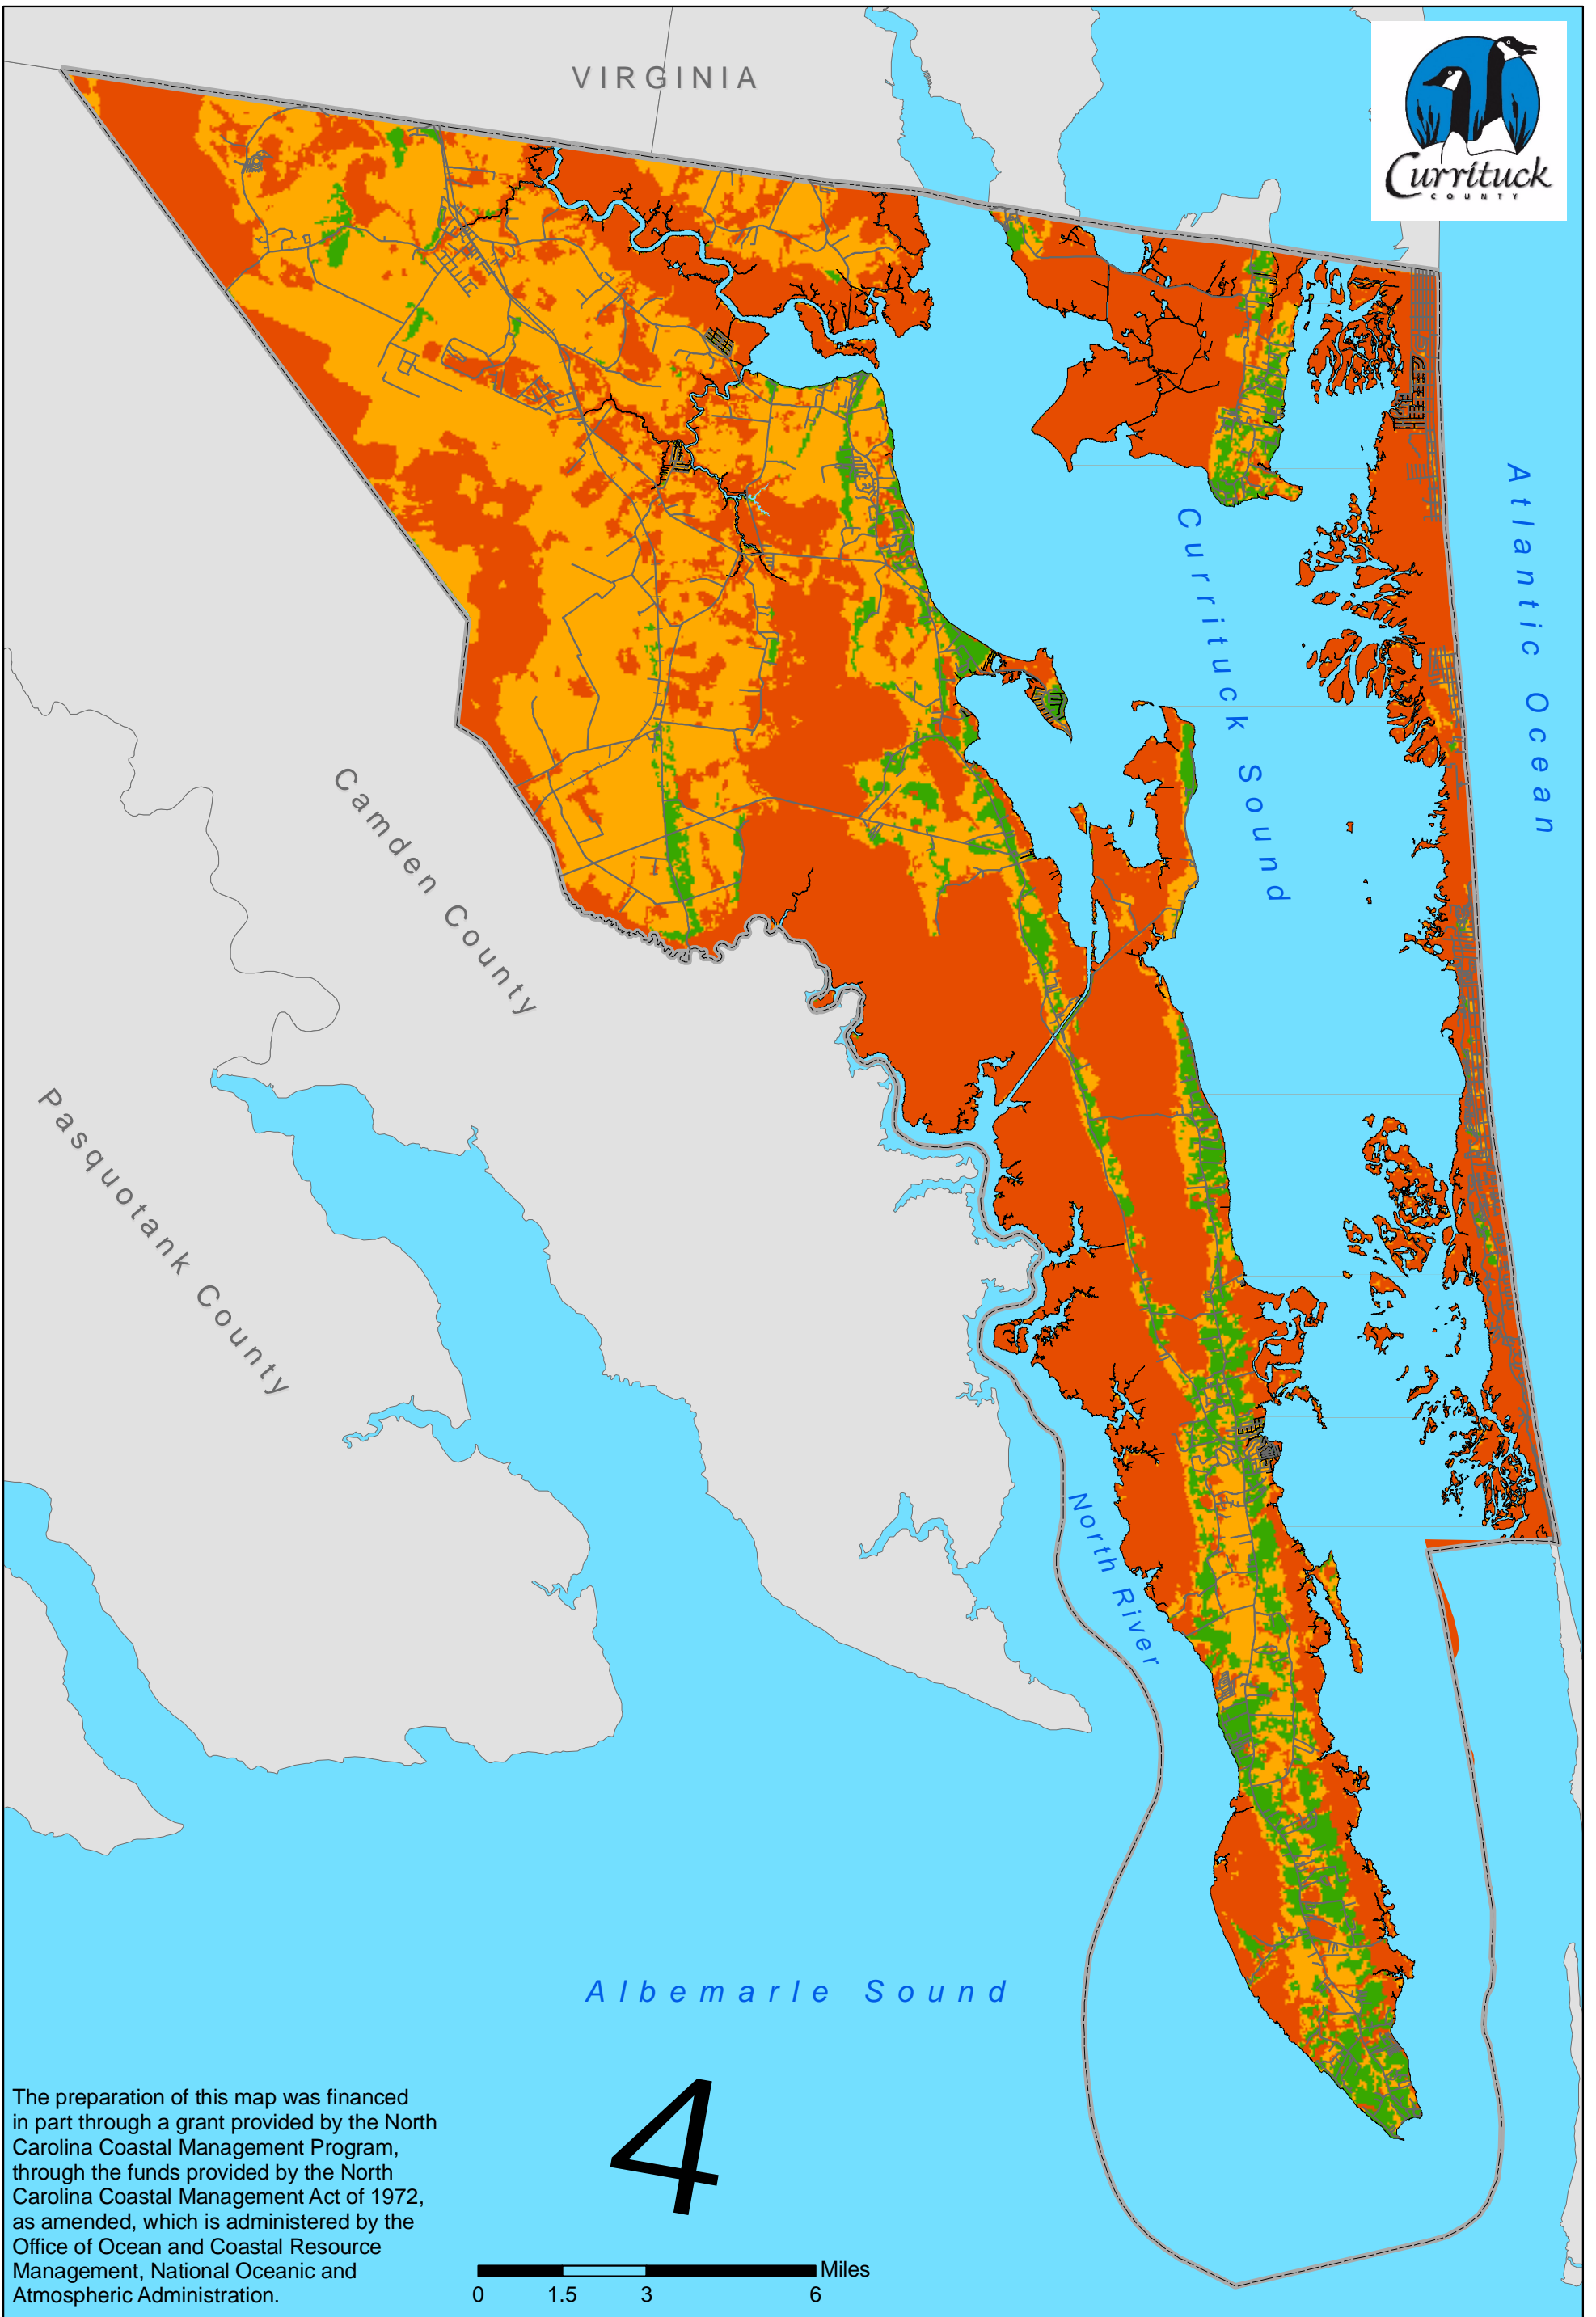 VIRGINIA
Currituck
COUNTY
Atlantic Ocean
Currituck Sound
Camden County
Pasquotank County
North River
Albemarle Sound
The preparation of this map was financed
in part through a grant provided by the North
Carolina Coastal Management Program,
through the funds provided by the North
Carolina Coastal Management Act of 1972,
as amended, which is administered by the
Office of Ocean and Coastal Resource
Management, National Oceanic and
Atmospheric Administration.
4
Miles
0 1.5 3 6